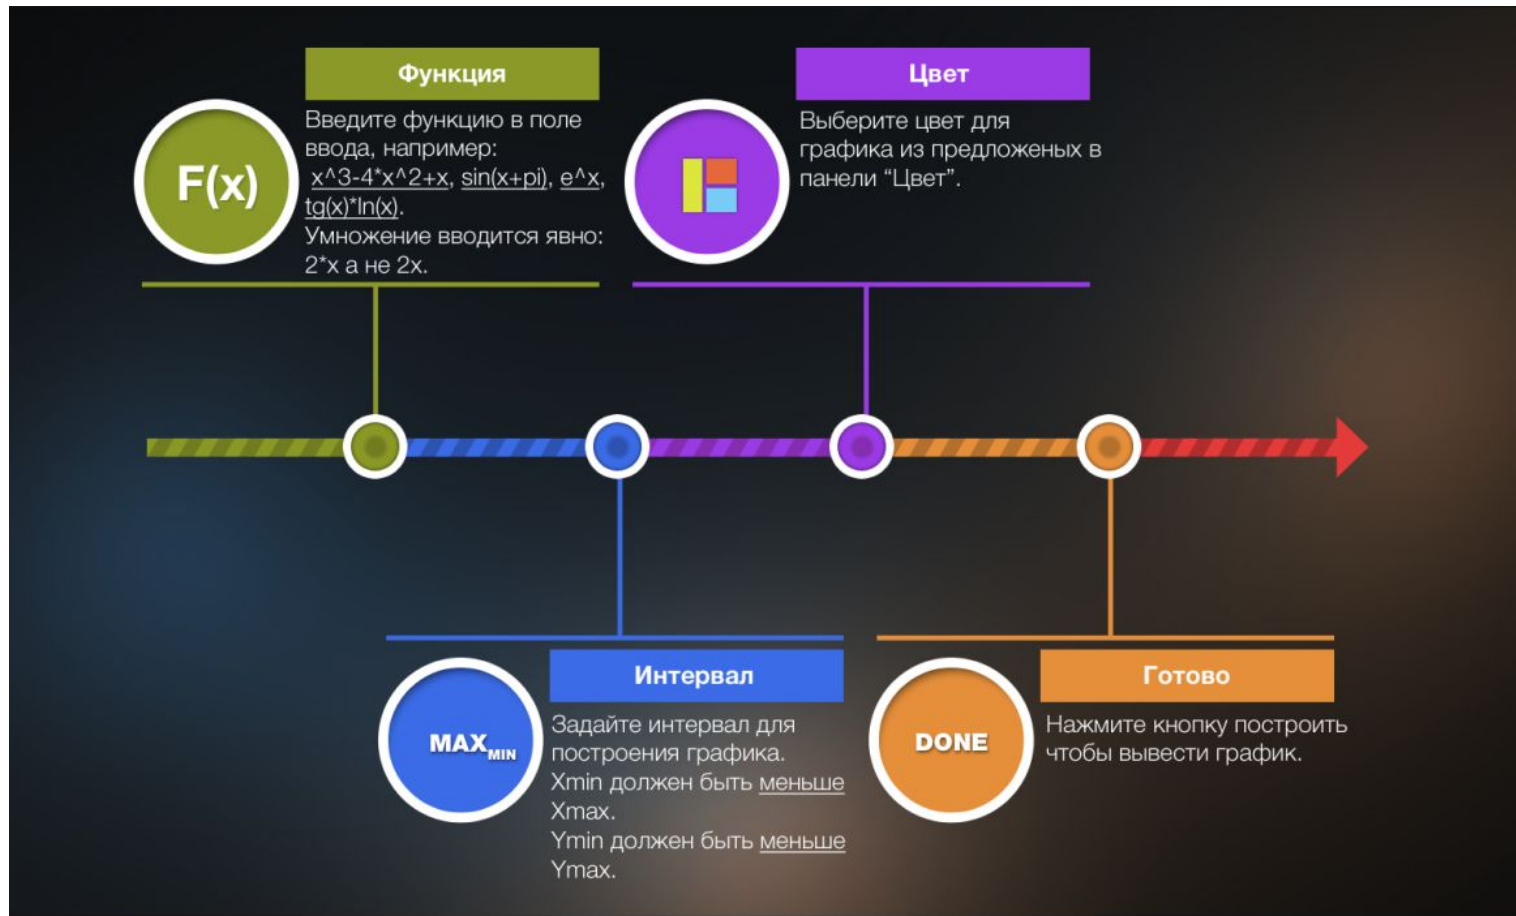 Функция
F(x)
Введите функцию в поле
ввода, например:
x^3-4*x^2+x, sin(x+pi), e^x,
tg(x)*ln(x).
Умножение вводится явно:
2*x а не 2x.
Цвет
Выберите цвет для
графика из предложеных в
панели “Цвет”.
Интервал
MAX MIN
Задайте интервал для
построения графика.
Xmin должен быть меньше
Xmax.
Ymin должен быть меньше
Ymax.
Готово
DONE
Нажмите кнопку построить
чтобы вывести график.